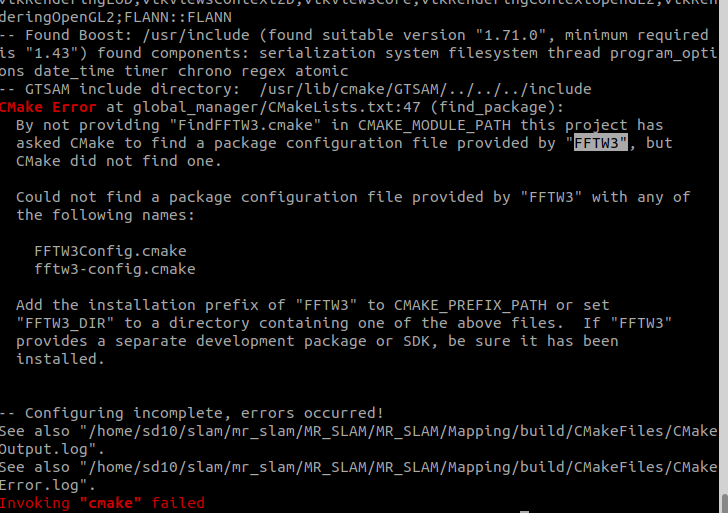 deringOpenGL2;FLANN::FLANN
-- Found Boost: /usr/include (found suitable version "1.71.0", minimum required
is "1.43") found components: serialization system filesystem thread program_opti
ons date_time timer chrono regex atomic
-- GTSAM include directory:  /usr/lib/cmake/GTSAM/../../../include
CMake Error at global_manager/CMakeLists.txt:47 (find_package):
  By not providing "FindFFTW3.cmake" in CMAKE_MODULE_PATH this project has
  asked CMake to find a package configuration file provided by "FFTW3", but
  CMake did not find one.

  Could not find a package configuration file provided by "FFTW3" with any of
  the following names:

    FFTW3Config.cmake
    fftw3-config.cmake

  Add the installation prefix of "FFTW3" to CMAKE_PREFIX_PATH or set
  "FFTW3_DIR" to a directory containing one of the above files.  If "FFTW3"
  provides a separate development package or SDK, be sure it has been
  installed.


-- Configuring incomplete, errors occurred!
See also "/home/sd10/slam/mr_slam/MR_SLAM/MR_SLAM/Mapping/build/CMakeFiles/CMake
Output.log".
See also "/home/sd10/slam/mr_slam/MR_SLAM/MR_SLAM/Mapping/build/CMakeFiles/CMake
Error.log".
Invoking "cmake" failed